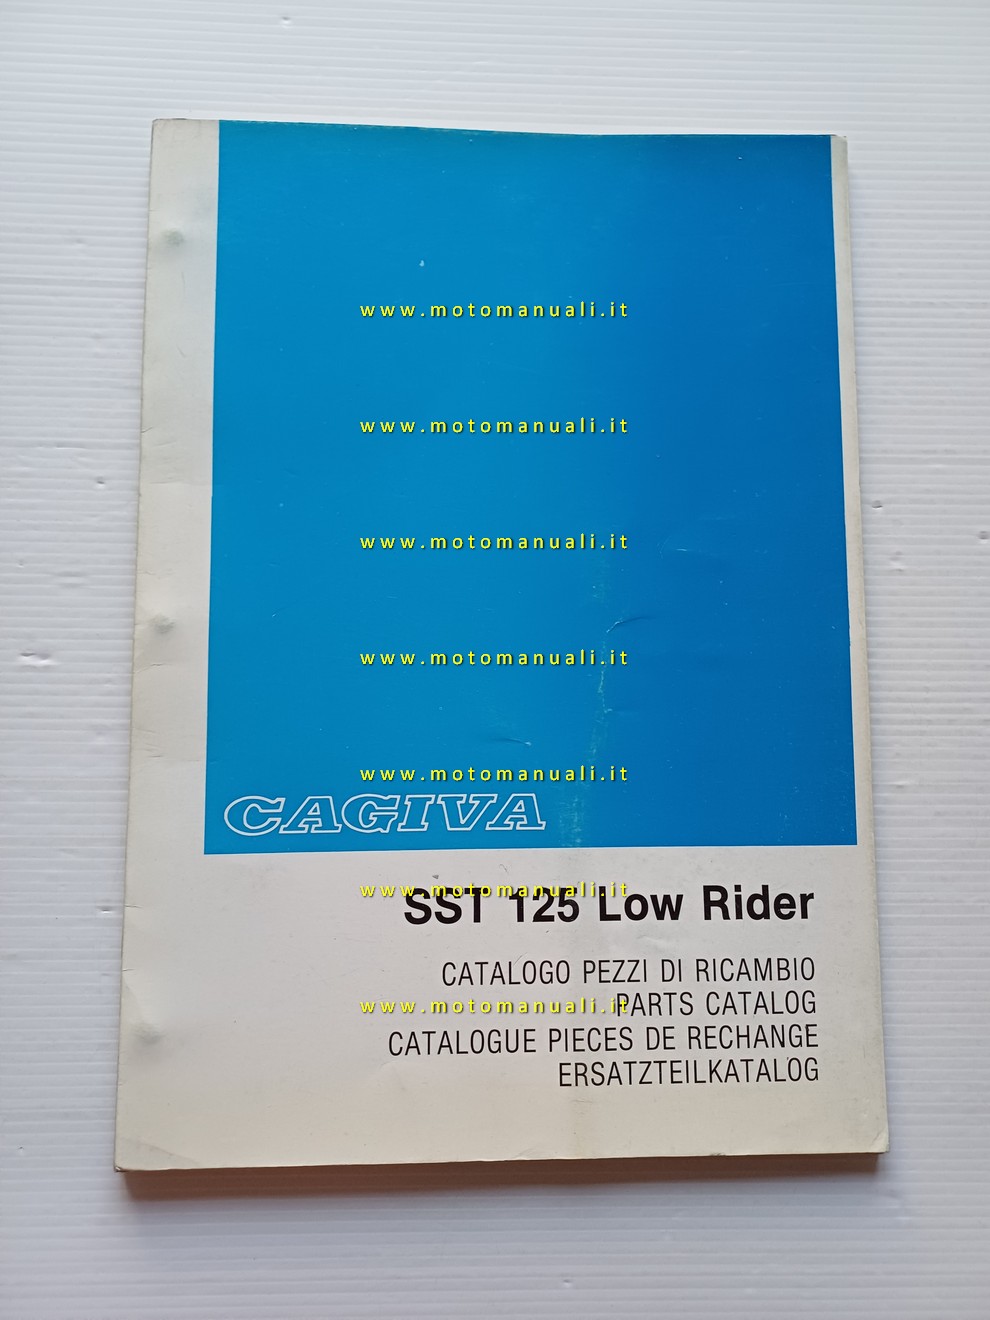 www.motomanuali.it
www.motomanuali.it
www.motomanuali.it
www.motomanuali.it
www.motomanuali.it
CAGIVA
www.motomanuali.it
SST 125 Low Rider
CATALOGO PEZZI DI RICAMBIO
www.motomanuali.it
PARTS CATALOG
CATALOGUE PIECES DE RECHANGE
ERSATZTEILKATALOG